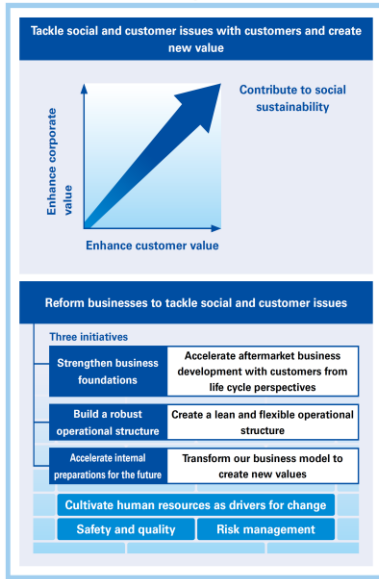 Tackle social and customer issues with customers and create
new value
Contribute to social
sustainability
Enhance corporate
value
Enhance customer value
Reform businesses to tackle social and customer issues
Three initiatives
Strengthen business
foundations
Accelerate aftermarket business
development with customers from
life cycle perspectives
Build a robust
operational structure
Create a lean and flexible operational
structure
Accelerate internal
preparations for the future
Transform our business model to
create new values
Cultivate human resources as drivers for change
Safety and quality
Risk management